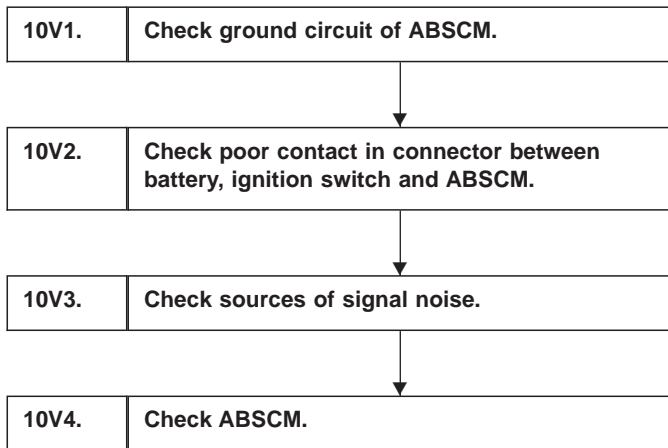 10V1. Check ground circuit of ABSCM.
10V2. Check poor contact in connector between
battery, ignition switch and ABSCM.
10V3. Check sources of signal noise.
10V4. Check ABSCM.